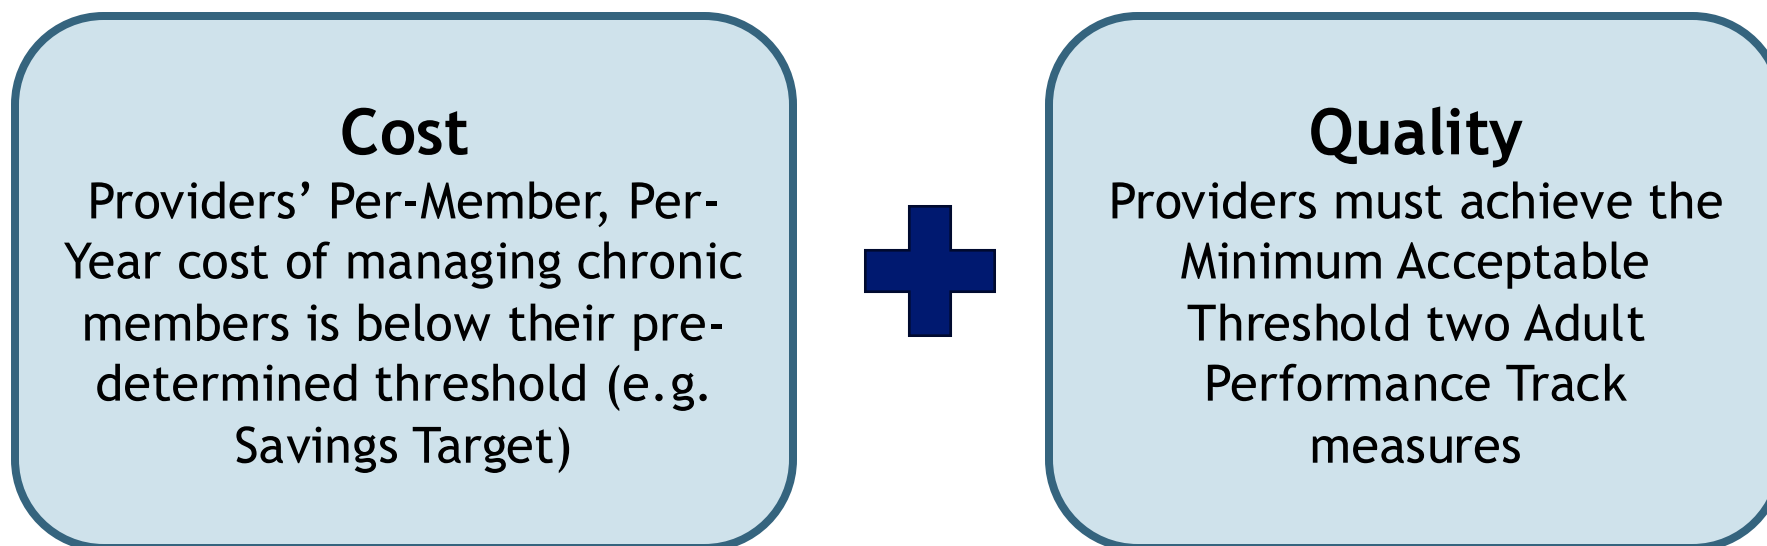 Cost
Providers’ Per-Member, Per-
Year cost of managing chronic
members is below their pre-
determined threshold (e.g.
Savings Target)
Quality
Providers must achieve the
Minimum Acceptable
Threshold two Adult
Performance Track
measures